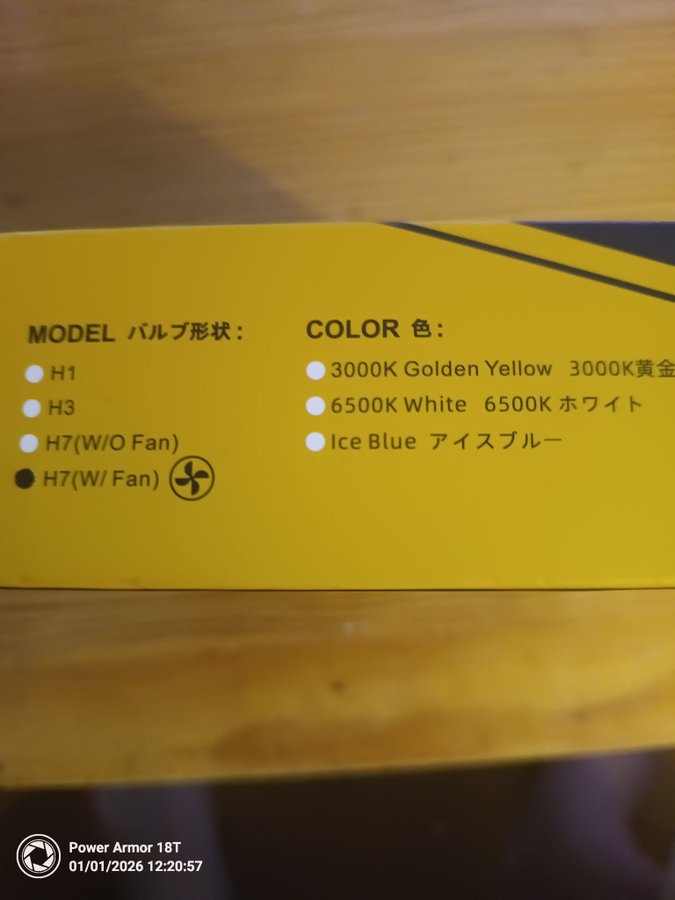 MODEL バルブ形状:
H1
H3
H7(W/O Fan)
H7(W/ Fan)
COLOR 色:
3000K Golden Yellow 3000K黄金
6500K White 6500K ホワイト
Ice Blue アイスブルー
Power Armor 18T
01/01/2026 12:20:57